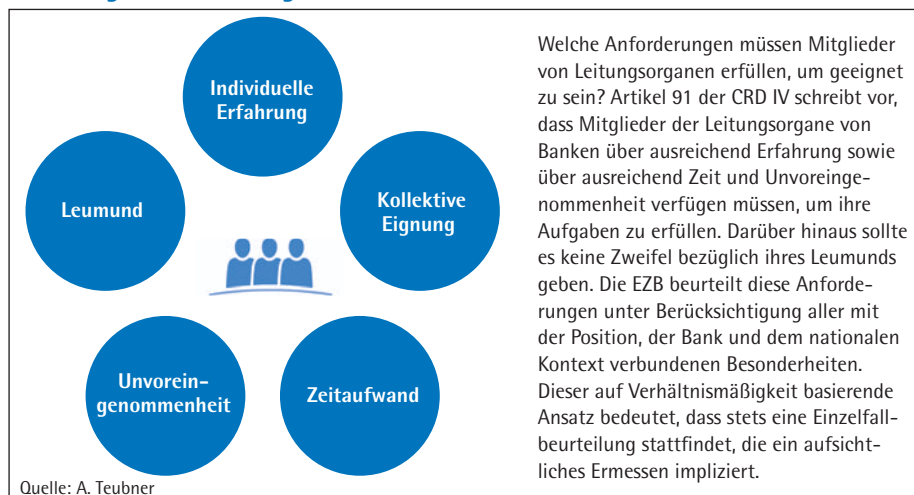 Individuelle
Erfahrung
Leumund
Kollektive
Eignung
Unvorein-
genommenheit
Zeitaufwand
Quelle: A. Teubner
Welche Anforderungen müssen Mitglieder
von Leitungsorganen erfüllen, um geeignet
zu sein? Artikel 91 der CRD IV schreibt vor,
dass Mitglieder der Leitungsorgane von
Banken über ausreichend Erfahrung sowie
über ausreichend Zeit und Unvoreinge-
nommenheit verfügen müssen, um ihre
Aufgaben zu erfüllen. Darüber hinaus sollte
es keine Zweifel bezüglich ihres Leumunds
geben. Die EZB beurteilt diese Anforde-
rungen unter Berücksichtigung aller mit
der Position, der Bank und dem nationalen
Kontext verbundenen Besonderheiten.
Dieser auf Verhältnismäßigkeit basierende
Ansatz bedeutet, dass stets eine Einzelfall-
beurteilung stattfindet, die ein aufsicht-
liches Ermessen impliziert.